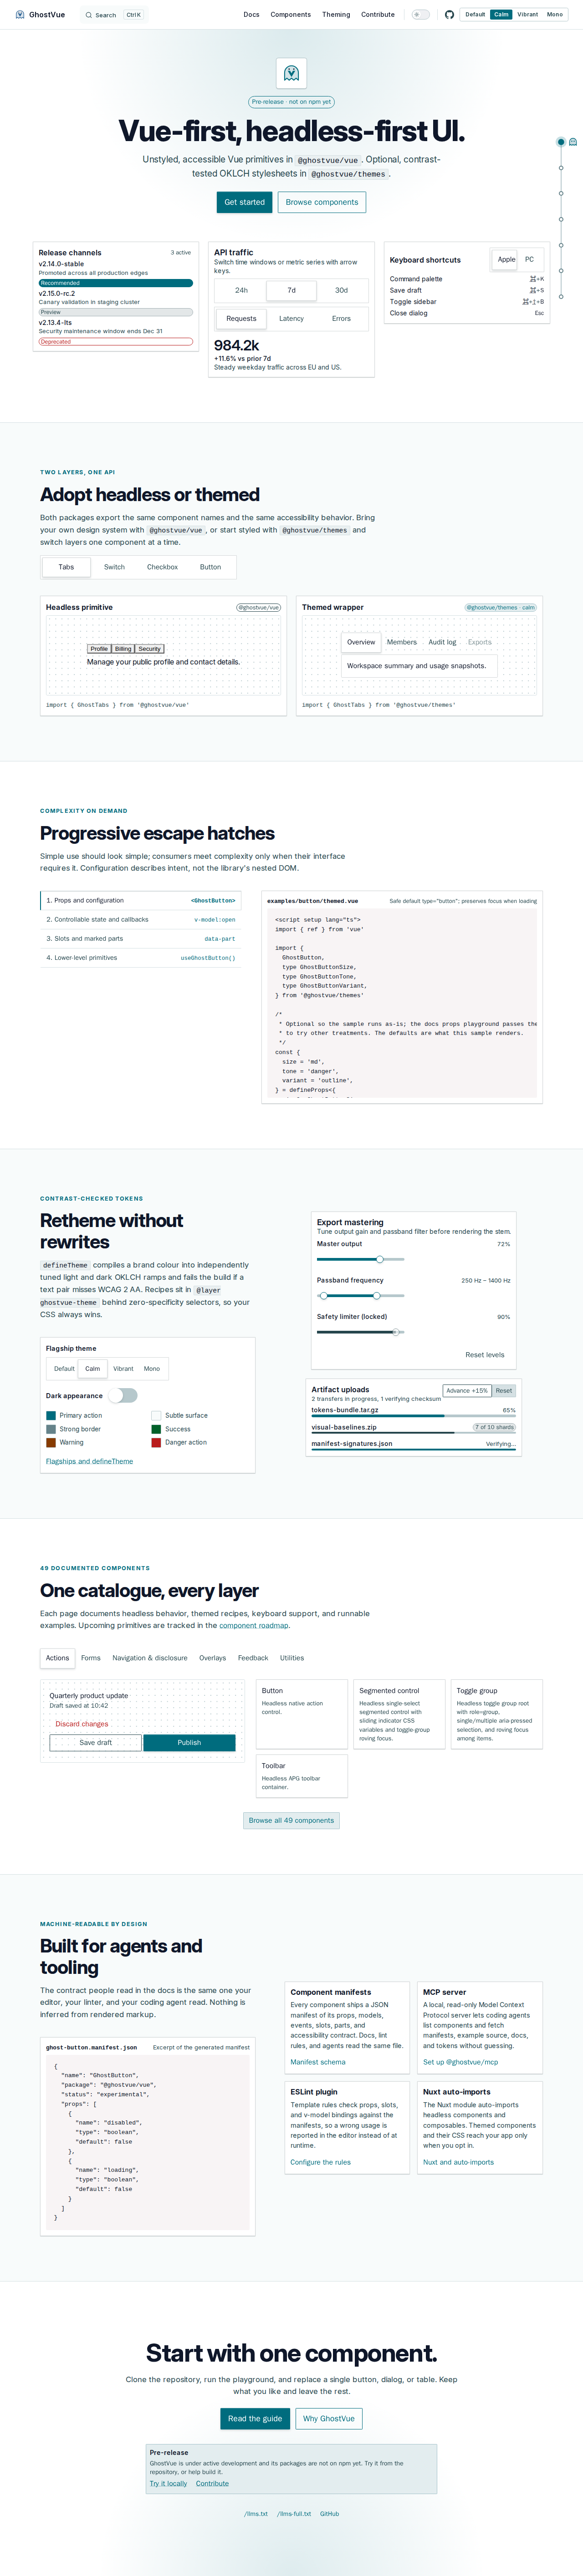 GhostVue
Search
Ctrl K
Docs
Components
Theming
Contribute
Default
Calm
Vibrant
Mono
Pre-release · not on npm yet
Vue-first, headless-first UI.
Unstyled, accessible Vue primitives in @ghostvue/vue. Optional, contrast-
tested OKLCH stylesheets in @ghostvue/themes.
Get started
Browse components
Release channels
3 active
v2.14.0-stable
Promoted across all production edges
Recommended
v2.15.0-rc.2
Canary validation in staging cluster
Preview
v2.13.4-lts
Security maintenance window ends Dec 31
Deprecated
API traffic
Switch time windows or metric series with arrow
keys.
24h
7d
30d
Requests
Latency
Errors
984.2k
+11.6% vs prior 7d
Steady weekday traffic across EU and US.
Keyboard shortcuts
Apple
PC
Command palette
⌘+K
Save draft
⌘+S
Toggle sidebar
⌘+⇧+B
Close dialog
Esc
TWO LAYERS, ONE API
Adopt headless or themed
Both packages export the same component names and the same accessibility behavior. Bring
your own design system with @ghostvue/vue, or start styled with @ghostvue/themes and
switch layers one component at a time.
Tabs
Switch
Checkbox
Button
Headless primitive
@ghostvue/vue
Profile
Billing
Security
Manage your public profile and contact details.
import { GhostTabs } from '@ghostvue/vue'
Themed wrapper
@ghostvue/themes · calm
Overview
Members
Audit log
Exports
Workspace summary and usage snapshots.
import { GhostTabs } from '@ghostvue/themes'
COMPLEXITY ON DEMAND
Progressive escape hatches
Simple use should look simple; consumers meet complexity only when their interface
requires it. Configuration describes intent, not the library's nested DOM.
1. Props and configuration
<GhostButton>
2. Controllable state and callbacks
v-model:open
3. Slots and marked parts
data-part
4. Lower-level primitives
useGhostButton()
examples/button/themed.vue
Safe default type="button"; preserves focus when loading
<script setup lang="ts">
import { ref } from 'vue'
import {
GhostButton,
type GhostButtonSize,
type GhostButtonTone,
type GhostButtonVariant,
} from '@ghostvue/themes'
/*
* Optional so the sample runs as-is; the docs props playground passes the
* to try other treatments. The defaults are what this sample renders.
*/
const {
size = 'md',
tone = 'danger',
variant = 'outline',
} = defineProps<{
CONTRAST-CHECKED TOKENS
Retheme without
rewrites
defineTheme compiles a brand colour into independently
tuned light and dark OKLCH ramps and fails the build if a
text pair misses WCAG 2 AA. Recipes sit in @layer
ghostvue-theme behind zero-specificity selectors, so your
CSS always wins.
Flagship theme
Default
Calm
Vibrant
Mono
Dark appearance
Primary action
Subtle surface
Strong border
Success
Warning
Danger action
Flagships and defineTheme
Export mastering
Tune output gain and passband filter before rendering the stem.
Master output
72%
Passband frequency
250 Hz – 1400 Hz
Safety limiter (locked)
90%
Reset levels
Artifact uploads
2 transfers in progress, 1 verifying checksum
Advance +15%
Reset
tokens-bundle.tar.gz
65%
visual-baselines.zip
7 of 10 shards
manifest-signatures.json
Verifying...
49 DOCUMENTED COMPONENTS
One catalogue, every layer
Each page documents headless behavior, themed recipes, keyboard support, and runnable
examples. Upcoming primitives are tracked in the component roadmap.
Actions
Forms
Navigation & disclosure
Overlays
Feedback
Utilities
Quarterly product update
Draft saved at 10:42
Discard changes
Save draft
Publish
Button
Headless native action
control.
Segmented control
Headless single-select
segmented control with
sliding indicator CSS
variables and toggle-group
roving focus.
Toggle group
Headless toggle group root
with role=group,
single/multiple aria-pressed
selection, and roving focus
among items.
Toolbar
Headless APG toolbar
container.
Browse all 49 components
MACHINE-READABLE BY DESIGN
Built for agents and
tooling
The contract people read in the docs is the same one your
editor, your linter, and your coding agent read. Nothing is
inferred from rendered markup.
ghost-button.manifest.json
Excerpt of the generated manifest
{
"name": "GhostButton",
"package": "@ghostvue/vue",
"status": "experimental",
"props": [
{
"name": "disabled",
"type": "boolean",
"default": false
},
{
"name": "loading",
"type": "boolean",
"default": false
}
]
}
Component manifests
Every component ships a JSON
manifest of its props, models,
events, slots, parts, and
accessibility contract. Docs, lint
rules, and agents read the same file.
Manifest schema
MCP server
A local, read-only Model Context
Protocol server lets coding agents
list components and fetch
manifests, example source, docs,
and tokens without guessing.
Set up @ghostvue/mcp
ESLint plugin
Template rules check props, slots,
and v-model bindings against the
manifests, so a wrong usage is
reported in the editor instead of at
runtime.
Configure the rules
Nuxt auto-imports
The Nuxt module auto-imports
headless components and
composables. Themed components
and their CSS reach your app only
when you opt in.
Nuxt and auto-imports
Start with one component.
Clone the repository, run the playground, and replace a single button, dialog, or table. Keep
what you like and leave the rest.
Read the guide
Why GhostVue
Pre-release
GhostVue is under active development and its packages are not on npm yet. Try it from the
repository, or help build it.
Try it locally
Contribute
/llms.txt
/llms-full.txt
GitHub